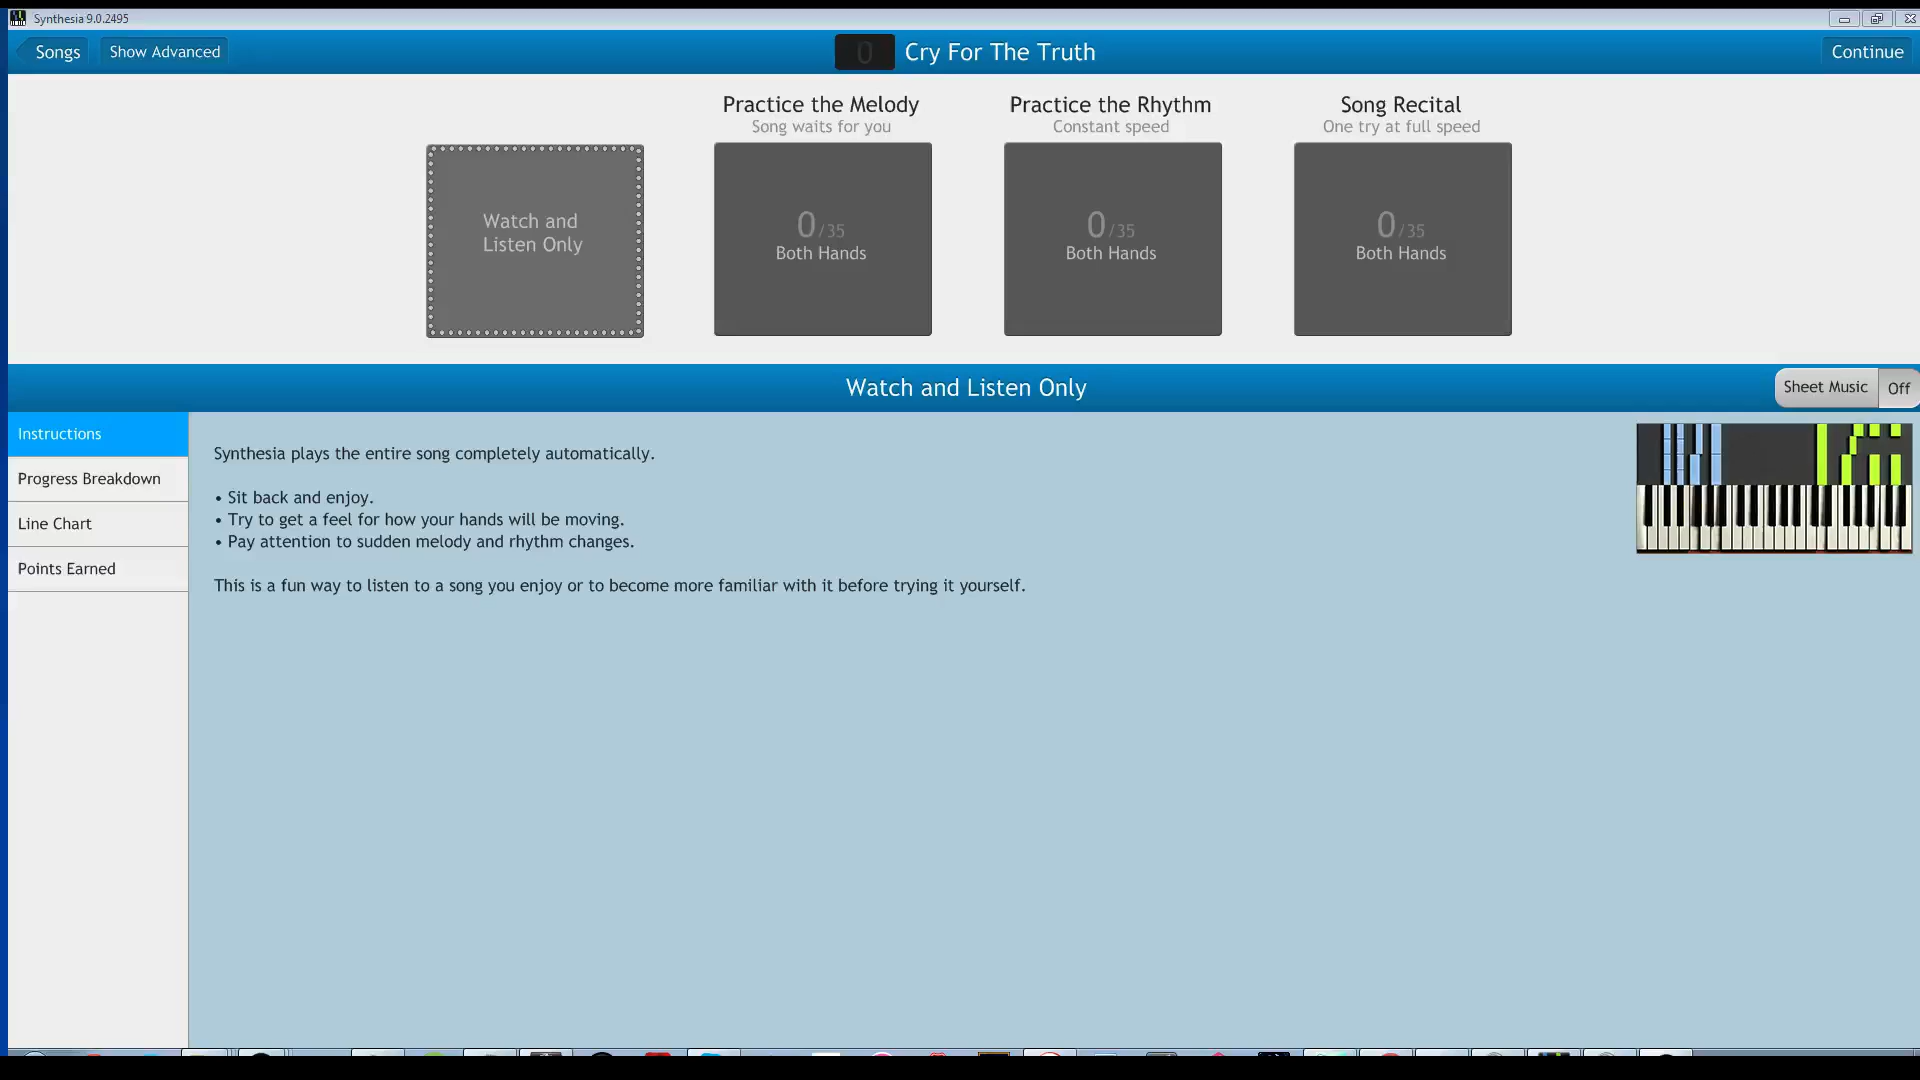 Synthesia 9.0.2495
Songs
Show Advanced
0
Cry For The Truth
Continue
Practice the Melody
Song waits for you
Practice the Rhythm
Constant speed
Song Recital
One try at full speed
Watch and
Listen Only
0/35
Both Hands
0/35
Both Hands
0/35
Both Hands
Watch and Listen Only
Sheet Music
Off
Instructions
Progress Breakdown
Line Chart
Points Earned
Synthesia plays the entire song completely automatically.
• Sit back and enjoy.
• Try to get a feel for how your hands will be moving.
• Pay attention to sudden melody and rhythm changes.
This is a fun way to listen to a song you enjoy or to become more familiar with it before trying it yourself.